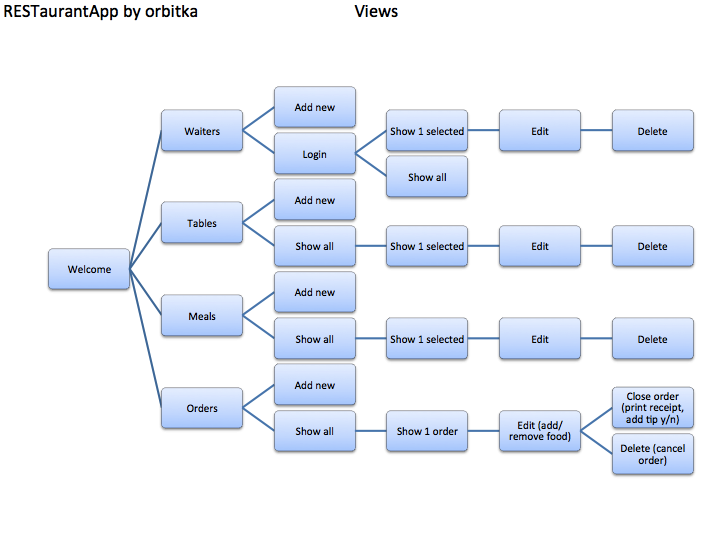 RESTaurantApp by orbitka
Views
Welcome
Waiters
Add new
Login
Show 1 selected
Edit
Delete
Show all
Tables
Add new
Show all
Show 1 selected
Edit
Delete
Meals
Add new
Show all
Show 1 selected
Edit
Delete
Orders
Add new
Show all
Show 1 order
Edit (add/
remove food)
Close order
(print receipt,
add tip y/n)
Delete (cancel
order)